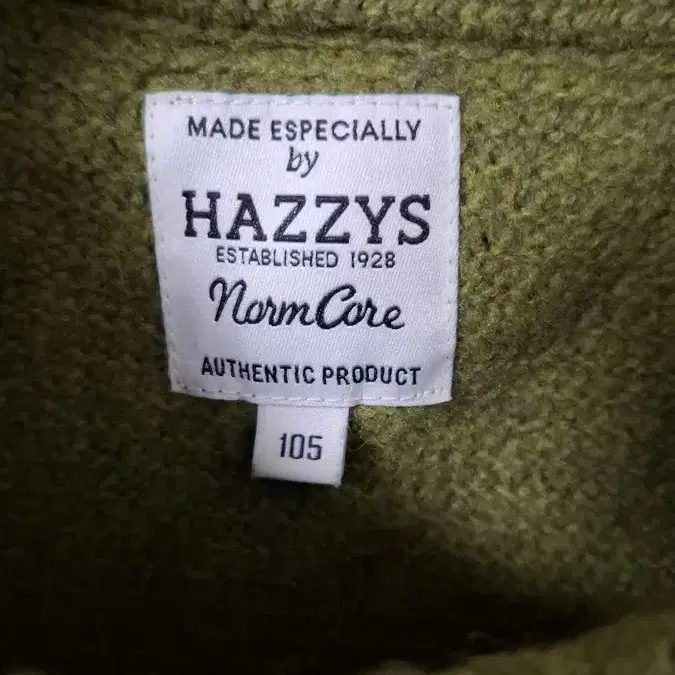 MADE ESPECIALLY
by
HAZZYS
ESTABLISHED 1928
NormCore
AUTHENTIC PRODUCT
105